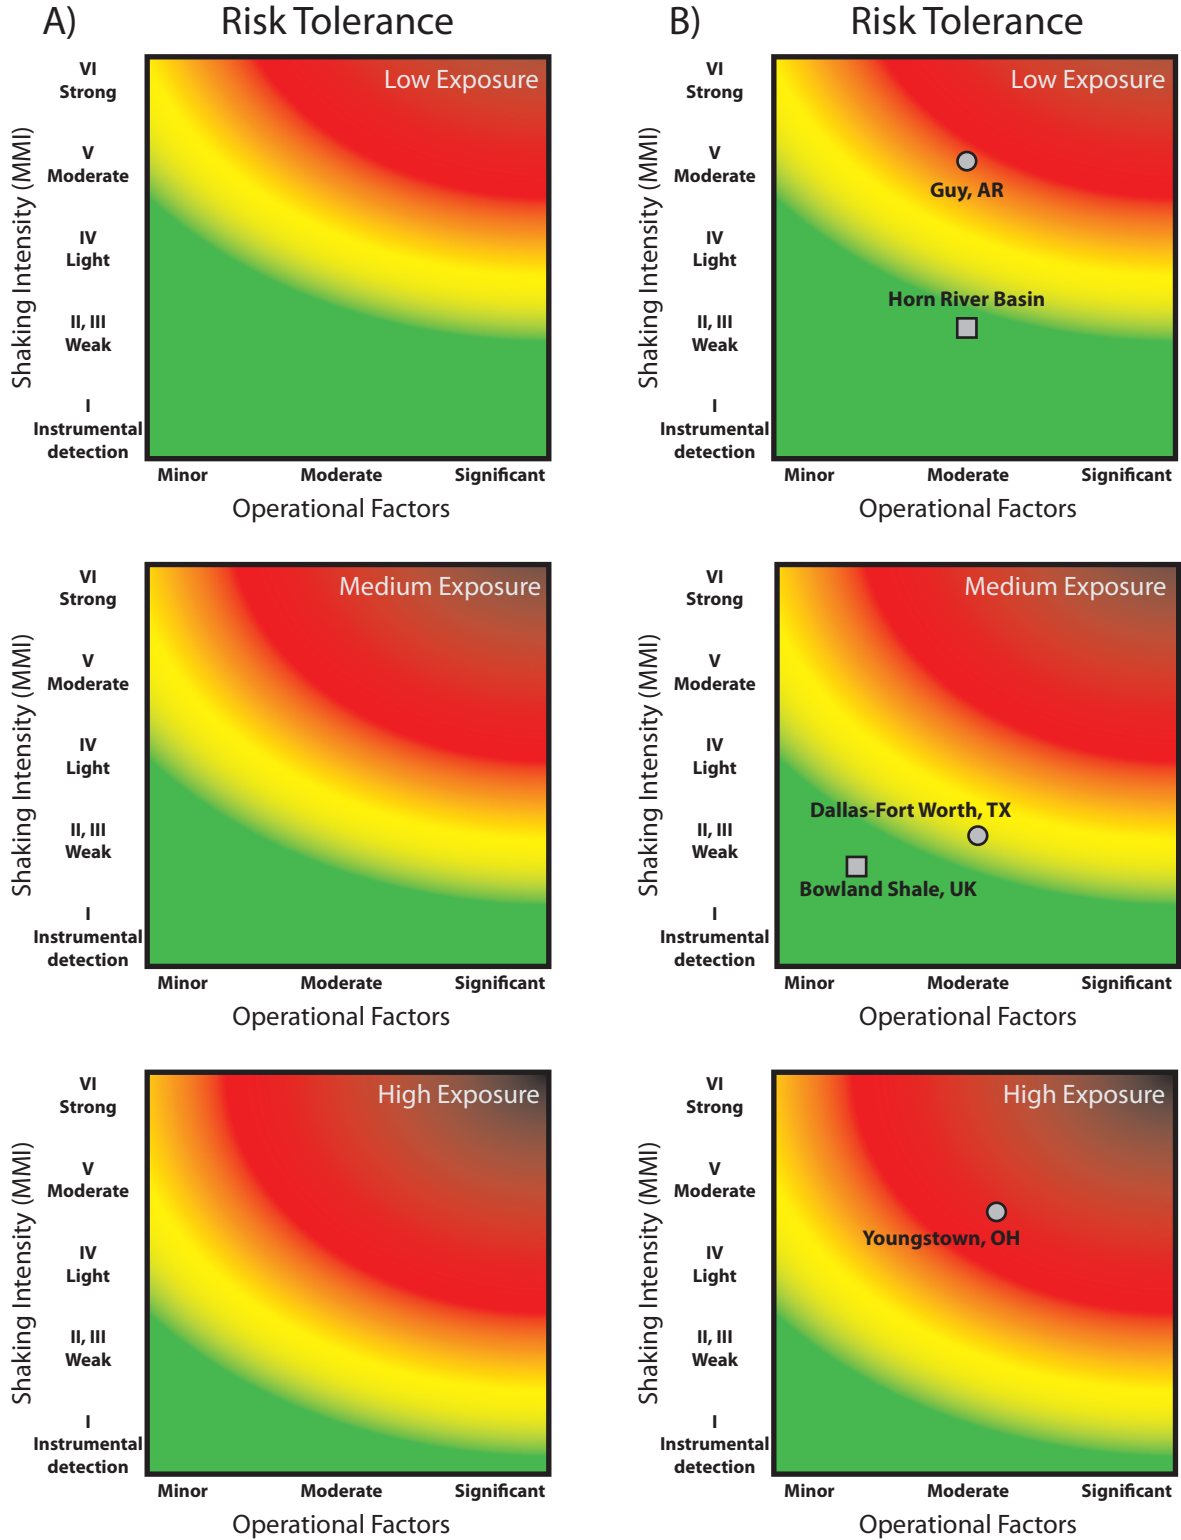 A)
Risk Tolerance
B)
Risk Tolerance
Shaking Intensity (MMI)
VI
Strong
V
Moderate
IV
Light
II, III
Weak
I
Instrumental
detection
Low Exposure
Minor
Moderate
Significant
Operational Factors
Shaking Intensity (MMI)
VI
Strong
V
Moderate
IV
Light
II, III
Weak
I
Instrumental
detection
Low Exposure
Guy, AR
Horn River Basin
Minor
Moderate
Significant
Operational Factors
Shaking Intensity (MMI)
VI
Strong
V
Moderate
IV
Light
II, III
Weak
I
Instrumental
detection
Medium Exposure
Minor
Moderate
Significant
Operational Factors
Shaking Intensity (MMI)
VI
Strong
V
Moderate
IV
Light
II, III
Weak
I
Instrumental
detection
Medium Exposure
Dallas-Fort Worth, TX
Bowland Shale, UK
Minor
Moderate
Significant
Operational Factors
Shaking Intensity (MMI)
VI
Strong
V
Moderate
IV
Light
II, III
Weak
I
Instrumental
detection
High Exposure
Minor
Moderate
Significant
Operational Factors
Shaking Intensity (MMI)
VI
Strong
V
Moderate
IV
Light
II, III
Weak
I
Instrumental
detection
High Exposure
Youngstown, OH
Minor
Moderate
Significant
Operational Factors